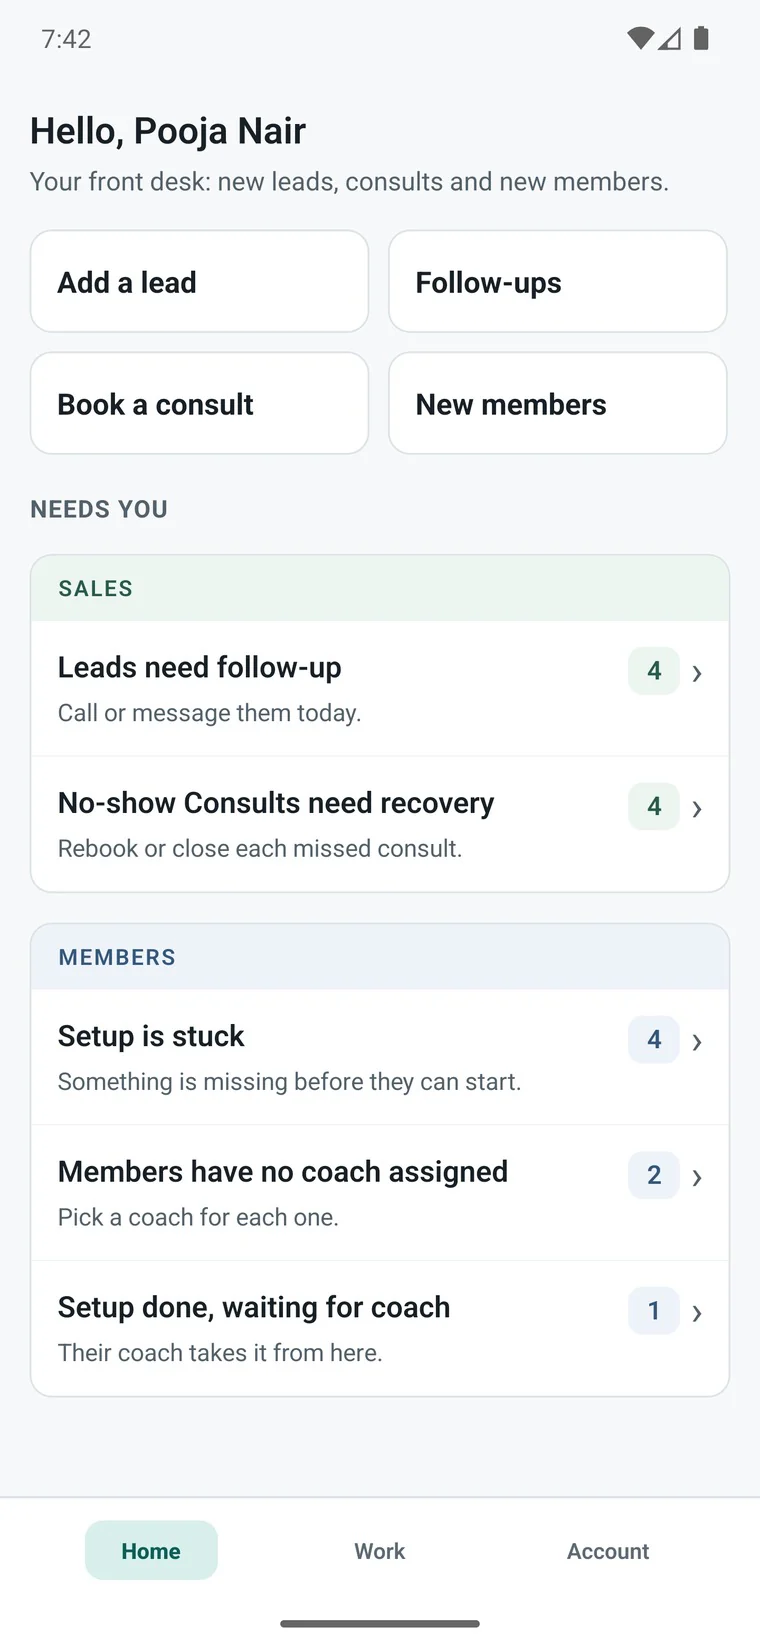 7:42
Hello, Pooja Nair
Your front desk: new leads, consults and new members.
Add a lead
Follow-ups
Book a consult
New members
NEEDS YOU
SALES
Leads need follow-up
4
Call or message them today.
No-show Consults need recovery
4
Rebook or close each missed consult.
MEMBERS
Setup is stuck
4
Something is missing before they can start.
Members have no coach assigned
2
Pick a coach for each one.
Setup done, waiting for coach
1
Their coach takes it from here.
Home
Work
Account